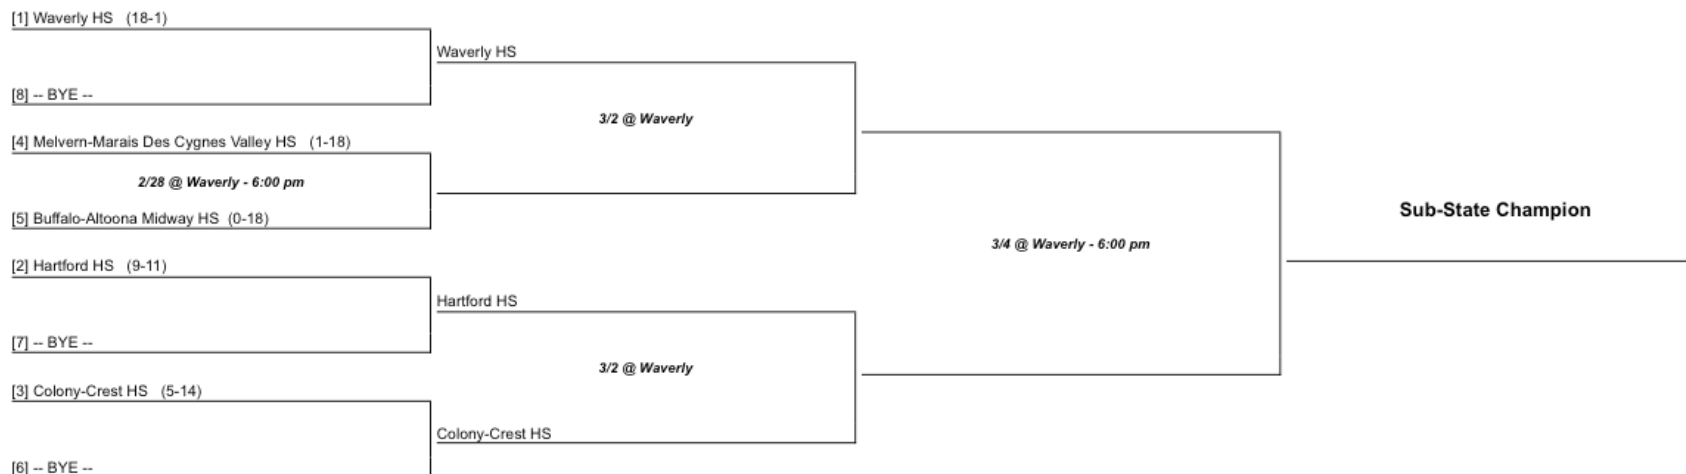 [1] Waverly HS (18-1)
Waverly HS
[8] -- BYE --
3/2 @ Waverly
[4] Melvern-Marais Des Cygnes Valley HS (1-18)
2/28 @ Waverly - 6:00 pm
[5] Buffalo-Altoona Midway HS (0-18)
Sub-State Champion
3/4 @ Waverly - 6:00 pm
[2] Hartford HS (9-11)
Hartford HS
[7] -- BYE --
3/2 @ Waverly
[3] Colony-Crest HS (5-14)
Colony-Crest HS
[6] -- BYE --